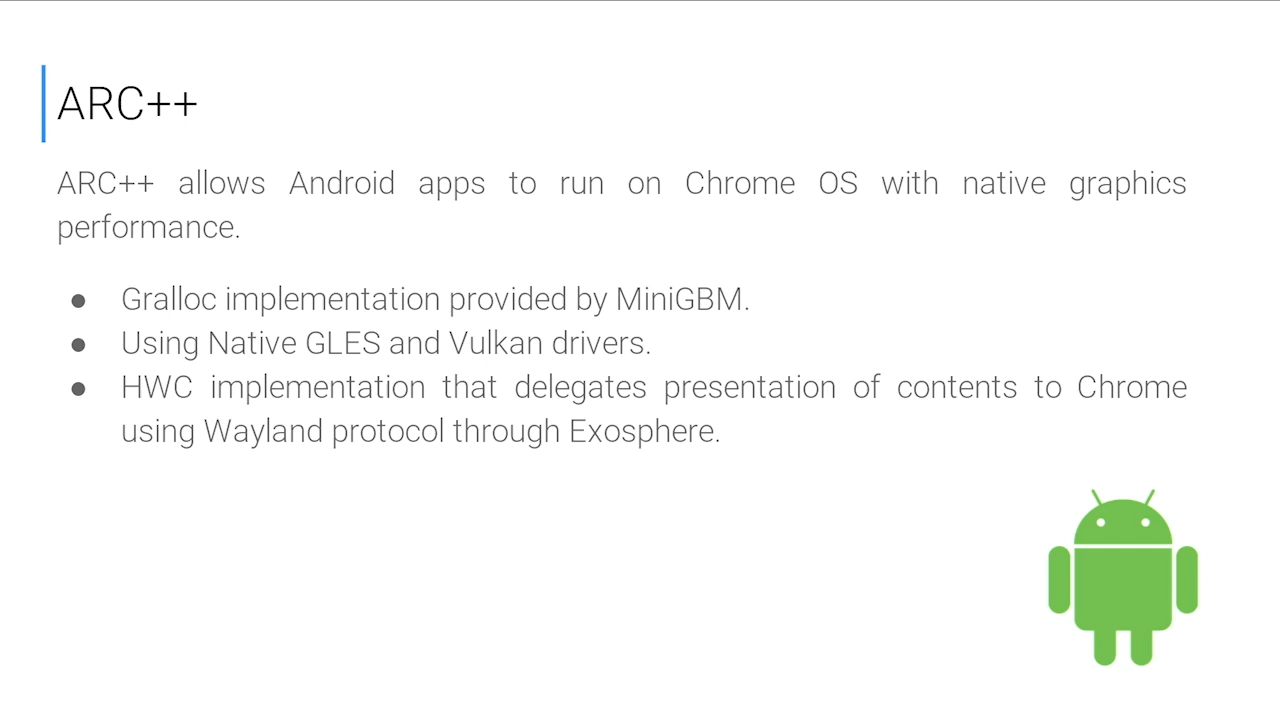 ARC++
ARC++ allows Android apps to run on Chrome OS with native graphics
performance.
● Gralloc implementation provided by MiniGBM.
● Using Native GLES and Vulkan drivers.
● HWC implementation that delegates presentation of contents to Chrome
using Wayland protocol through Exosphere.